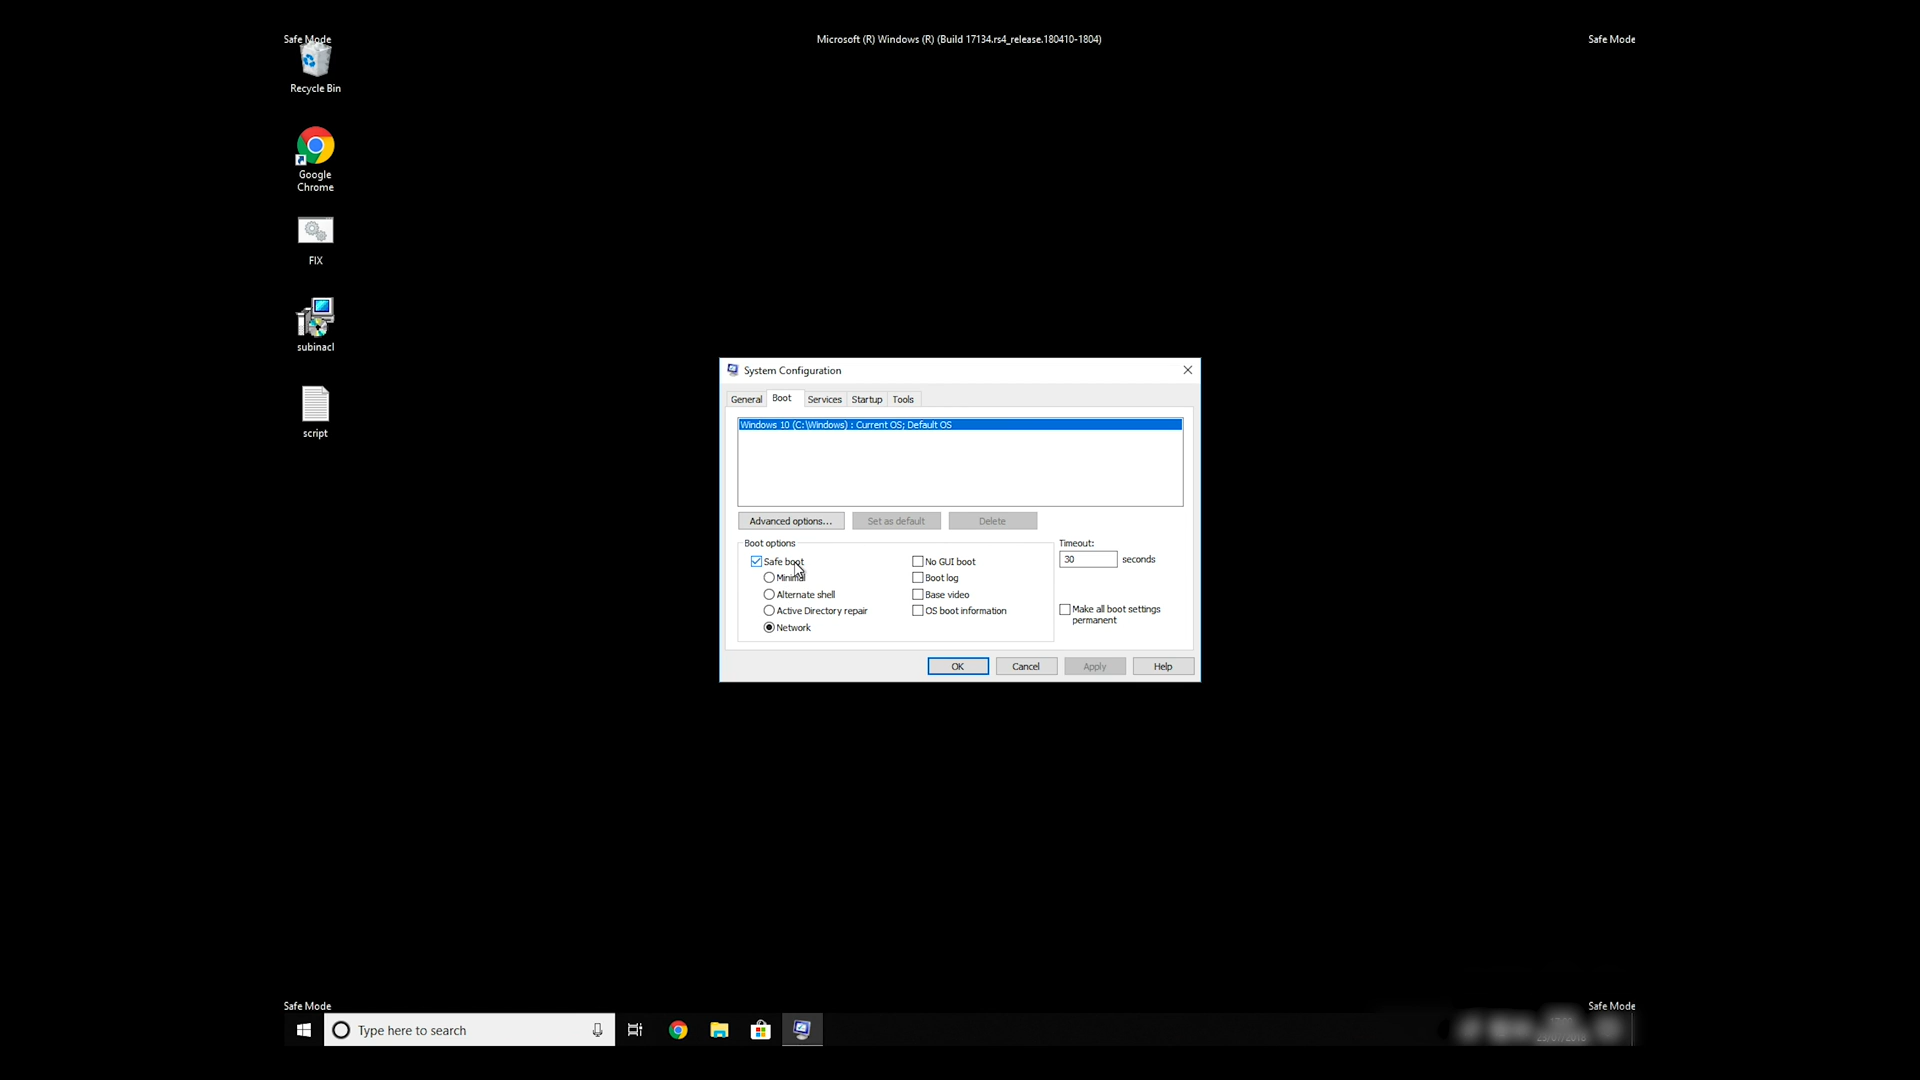 Safe Mode
Microsoft (R) Windows (R) (Build 17134.rs4_release.180410-1804)
Safe Mode
Recycle Bin
Google
Chrome
FIX
subinacl
script
System Configuration
General Boot Services Startup Tools
Windows 10 (C:\Windows) : Current OS; Default OS
Advanced options... Set as default Delete
Boot options
Timeout:
Safe boot
No GUI boot
30 seconds
Minimal
Boot log
Alternate shell
Base video
Active Directory repair
OS boot information
Make all boot settings
permanent
Network
OK Cancel Apply Help
Safe Mode
Safe Mode
Type here to search